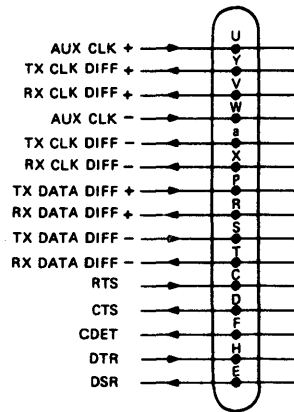 U
AUX CLK +
Y
TX CLK DIFF +
V
RX CLK DIFF +
W
AUX CLK -
a
TX CLK DIFF -
X
RX CLK DIFF -
P
TX DATA DIFF +
R
RX DATA DIFF +
S
TX DATA DIFF -
T
RX DATA DIFF -
C
RTS
D
CTS
F
CDET
H
DTR
E
DSR